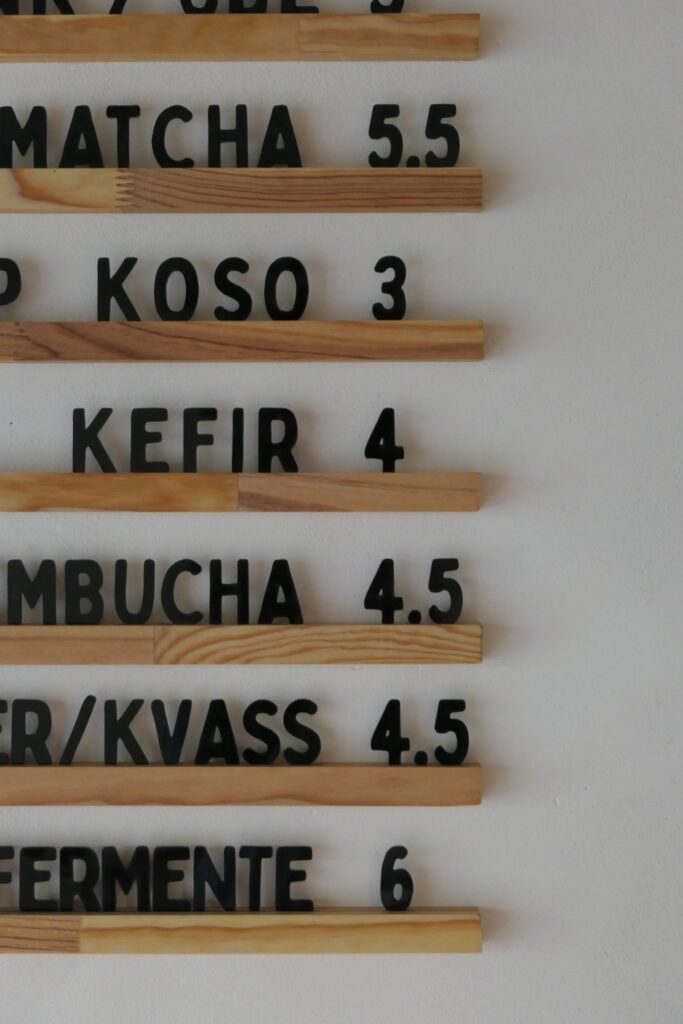 MATCHA 5.5
KOSO 3
KEFIR 4
MBUCHA 4.5
ER/KVASS 4.5
FERMENTE 6